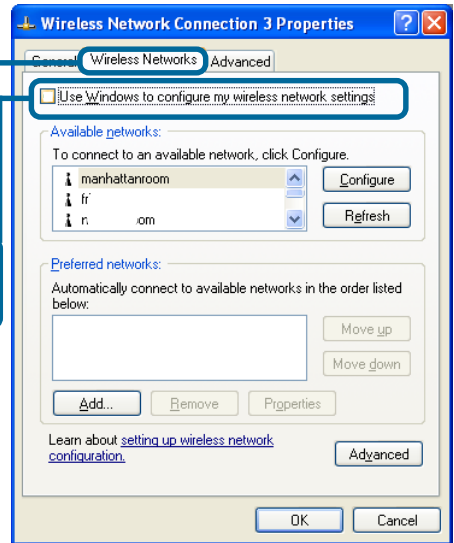 Wireless Network Connection 3 Properties
General Wireless Networks Advanced
Use Windows to configure my wireless network settings
Available networks:
To connect to an available network, click Configure.
manhattanroom
Configure
Refresh
Preferred networks:
Automatically connect to available networks in the order listed
below:
Move up
Move down
Add... Remove Properties
Learn about setting up wireless network
configuration.
Advanced
OK Cancel